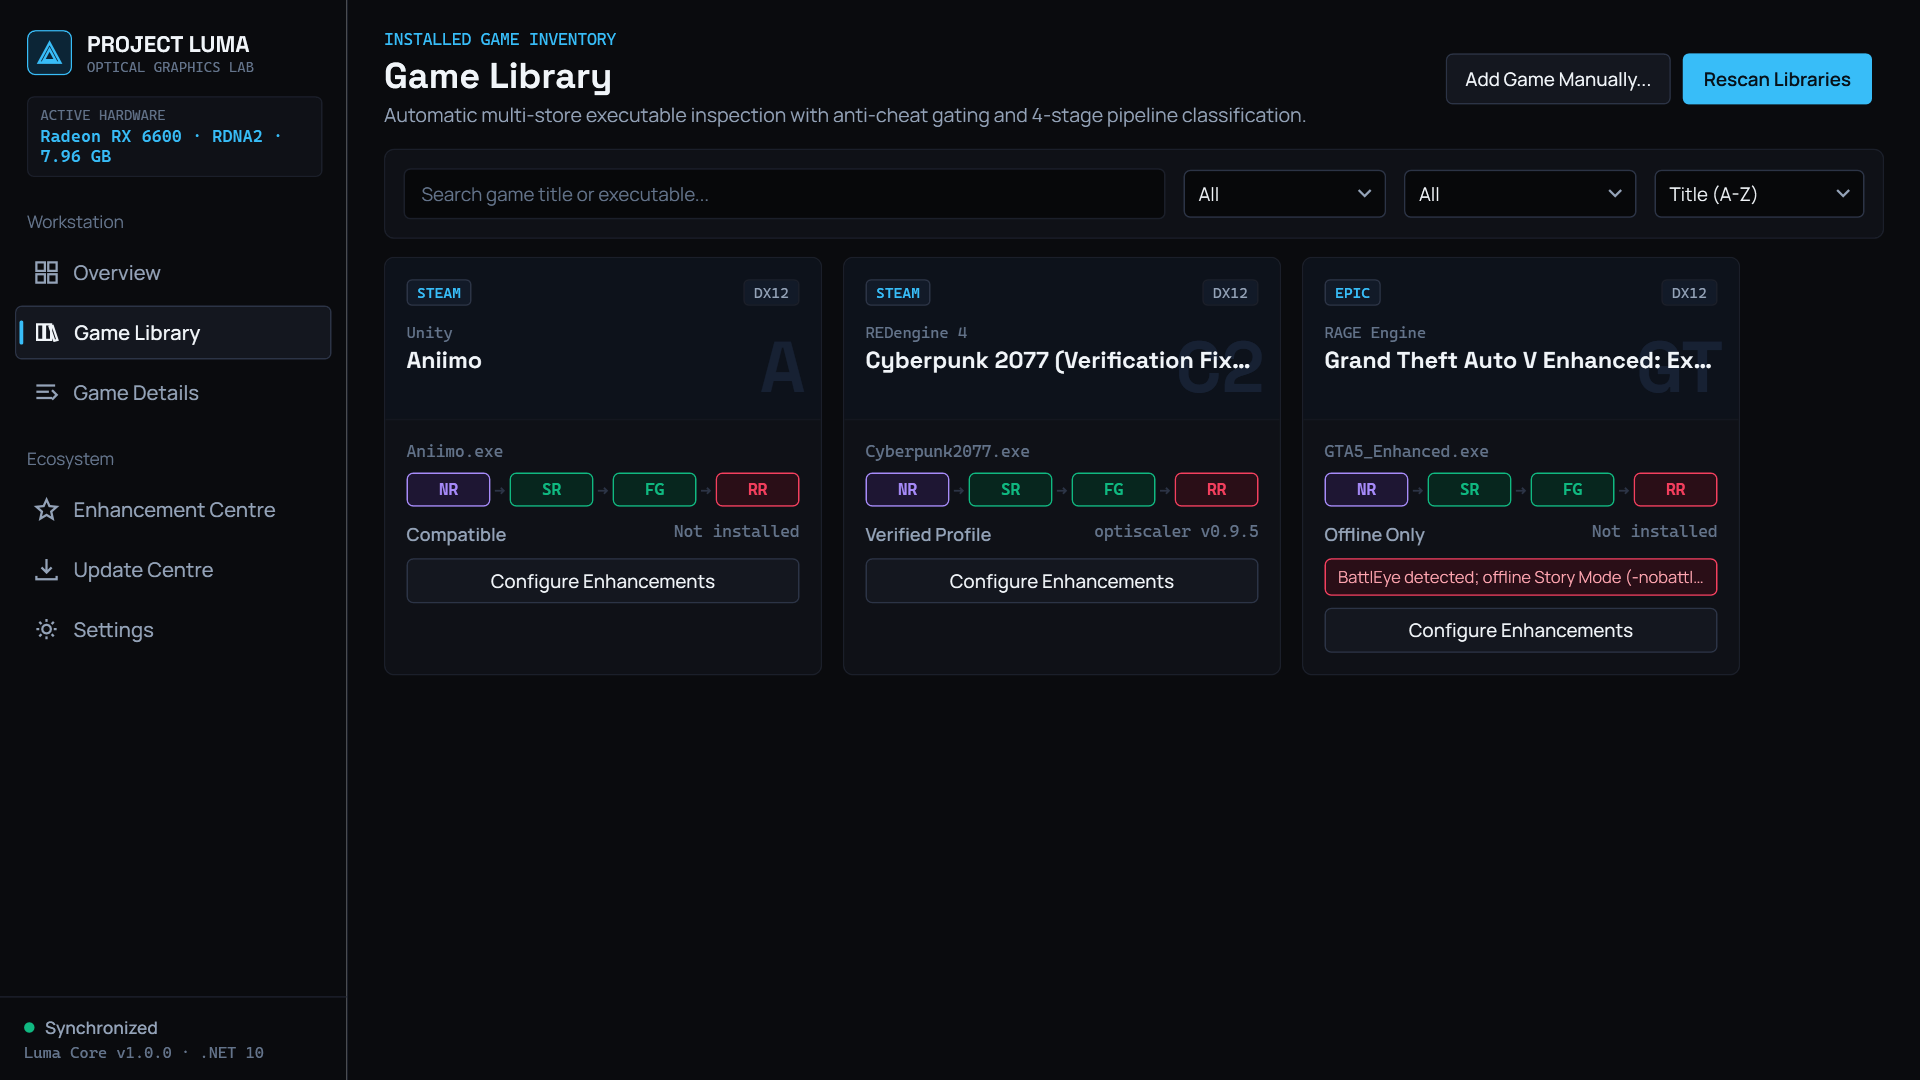 PROJECT LUMA
OPTICAL GRAPHICS LAB
ACTIVE HARDWARE
Radeon RX 6600 · RDNA2 ·
7.96 GB
Workstation
Overview
Game Library
Game Details
Ecosystem
Enhancement Centre
Update Centre
Settings
Synchronized
Luma Core v1.0.0 · .NET 10
INSTALLED GAME INVENTORY
Game Library
Automatic multi-store executable inspection with anti-cheat gating and 4-stage pipeline classification.
Add Game Manually...
Rescan Libraries
Search game title or executable...
All
All
Title (A-Z)
STEAM
DX12
Unity
Aniimo
A
Aniimo.exe
NR → SR → FG → RR
Compatible
Not installed
Configure Enhancements
STEAM
DX12
REDengine 4
Cyberpunk 2077 (Verification Fix...
C2
Cyberpunk2077.exe
NR → SR → FG → RR
Verified Profile
optiscaler v0.9.5
Configure Enhancements
EPIC
DX12
RAGE Engine
Grand Theft Auto V Enhanced: Ex...
GT
GTA5_Enhanced.exe
NR → SR → FG → RR
Offline Only
Not installed
BattlEye detected; offline Story Mode (-nobattl...
Configure Enhancements